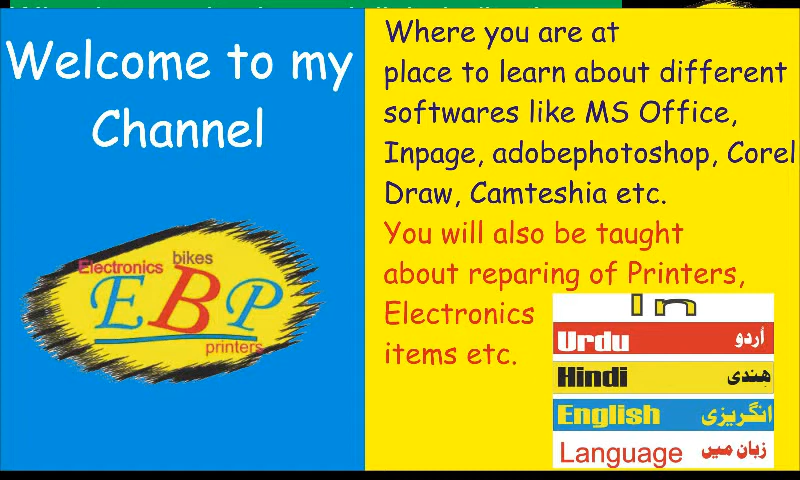 Welcome to my
Channel
Electronics
bikes
EBP
printers
Where you are at
place to learn about different
softwares like MS Office,
Inpage, adobephotoshop, Corel
Draw, Camteshia etc.
You will also be taught
about reparing of Printers,
Electronics
items etc.
In
Urdu اُردو
Hindi ہِندی
English انگریزی
Language زبان میں